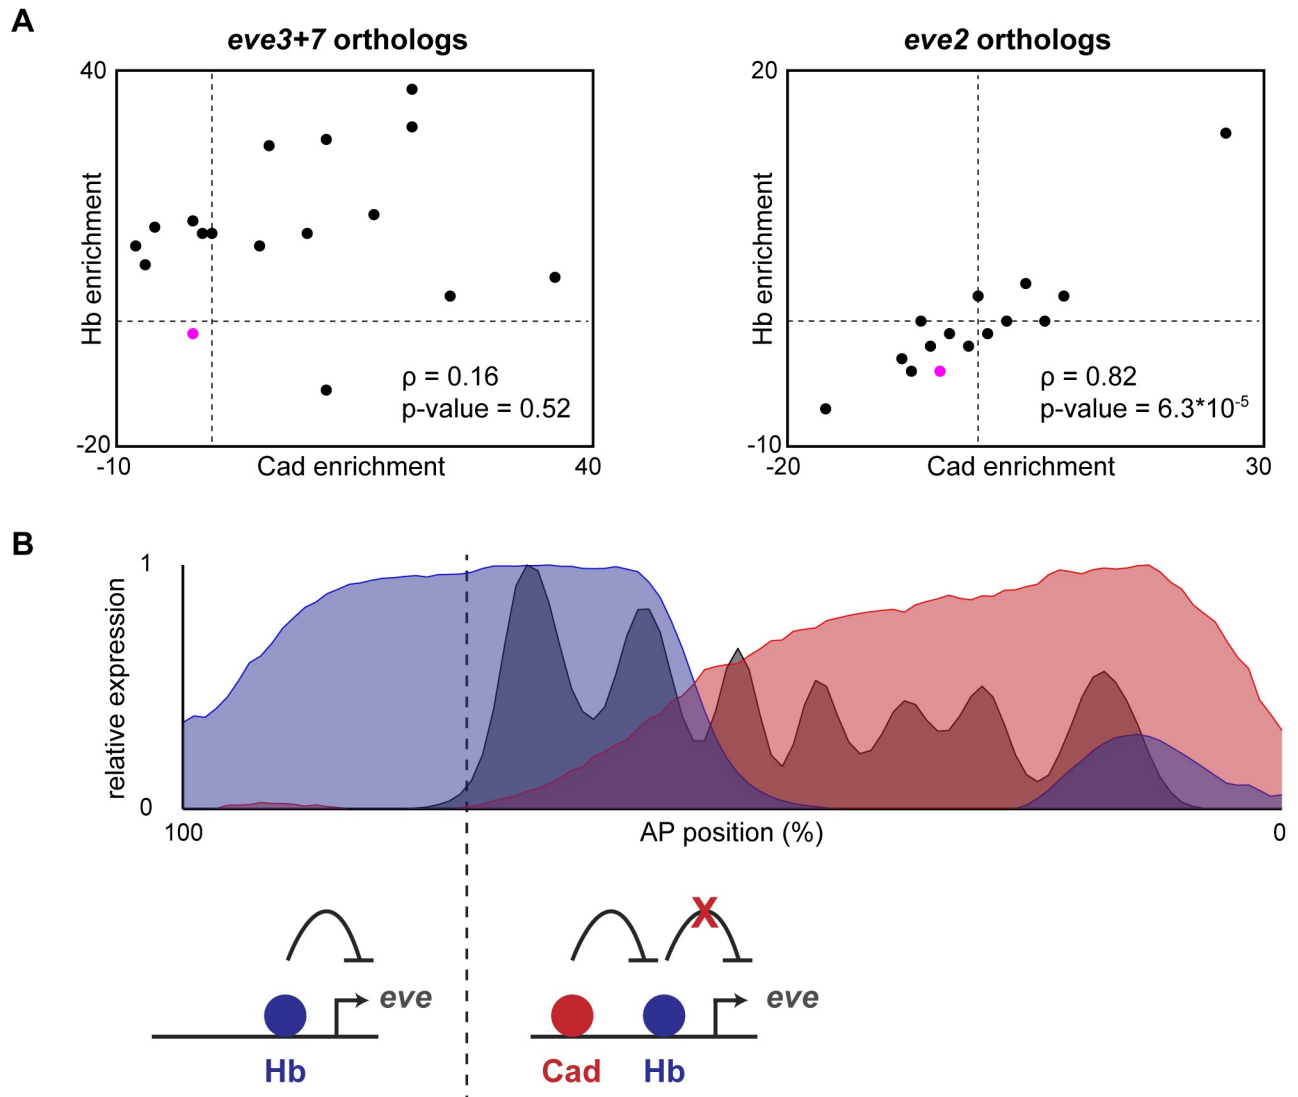 A
eve3+7 orthologs
40
Hb enrichment
ρ = 0.16
p-value = 0.52
-20
-10
Cad enrichment
40
eve2 orthologs
20
Hb enrichment
ρ = 0.82
p-value = 6.3*10-5
-10
-20
Cad enrichment
30
B
1
relative expression
0
100
AP position (%)
0
X
eve
Hb
eve
Cad
Hb